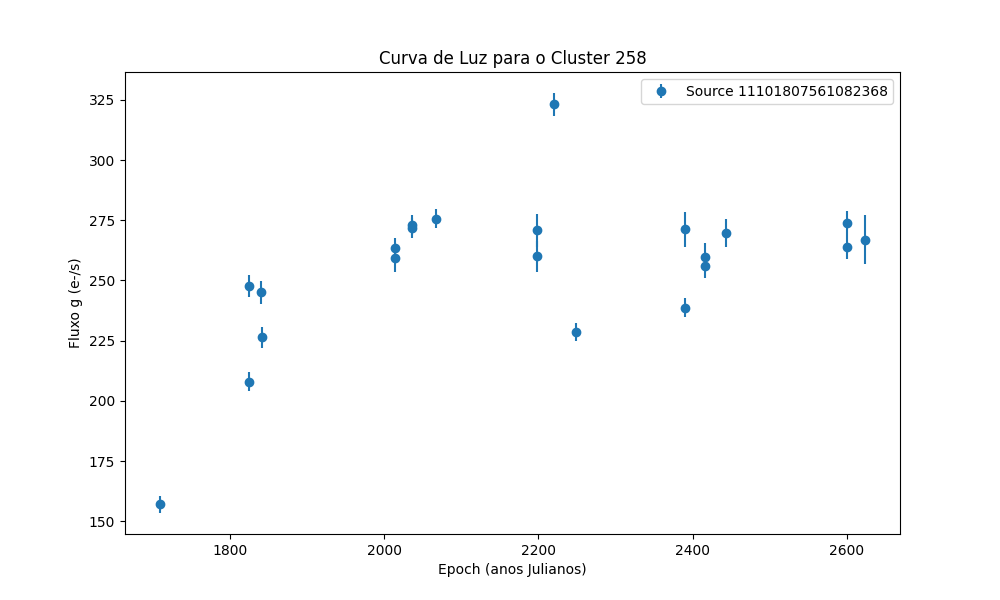 Curva de Luz para o Cluster 258
Source 11101807561082368
Fluxo g (e-/s)
325
300
275
250
225
200
175
150
1800 2000 2200 2400 2600
Epoch (anos Julianos)